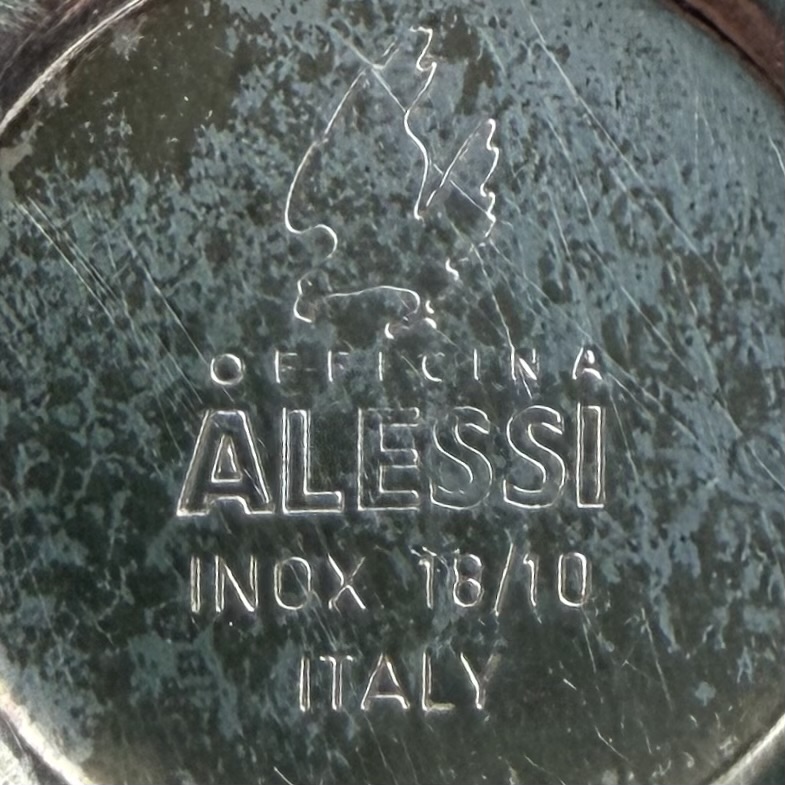 OFFICINA
ALESSI
INOX 18/10
ITALY